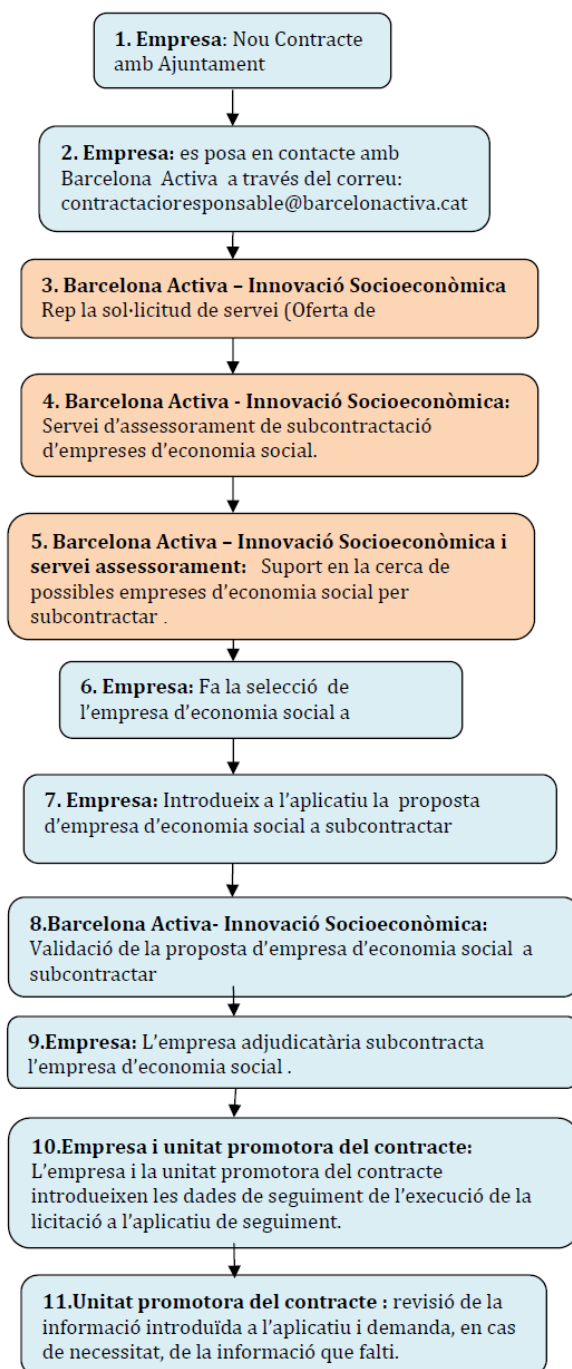 1. Empresa: Nou Contracte
amb Ajuntament
2. Empresa: es posa en contacte amb
Barcelona Activa a través del correu:
contractacioresponsable@barcelonactiva.cat
3. Barcelona Activa – Innovació Socioeconòmica
Rep la sol·licitud de servei (Oferta de
4. Barcelona Activa - Innovació Socioeconòmica:
Servei d’assessorament de subcontractació
d’empreses d’economia social.
5. Barcelona Activa – Innovació Socioeconòmica i
servei assessorament: Suport en la cerca de
possibles empreses d’economia social per
subcontractar .
6. Empresa: Fa la selecció de
l’empresa d’economia social a
7. Empresa: Introdueix a l’aplicatiu la proposta
d’empresa d’economia social a subcontractar
8.Barcelona Activa- Innovació Socioeconòmica:
Validació de la proposta d’empresa d’economia social a
subcontractar
9.Empresa: L’empresa adjudicatària subcontracta
l’empresa d’economia social .
10.Empresa i unitat promotora del contracte:
L’empresa i la unitat promotora del contracte
introdueixen les dades de seguiment de l’execució de la
licitació a l’aplicatiu de seguiment.
11.Unitat promotora del contracte : revisió de la
informació introduïda a l’aplicatiu i demanda, en cas
de necessitat, de la informació que falti.